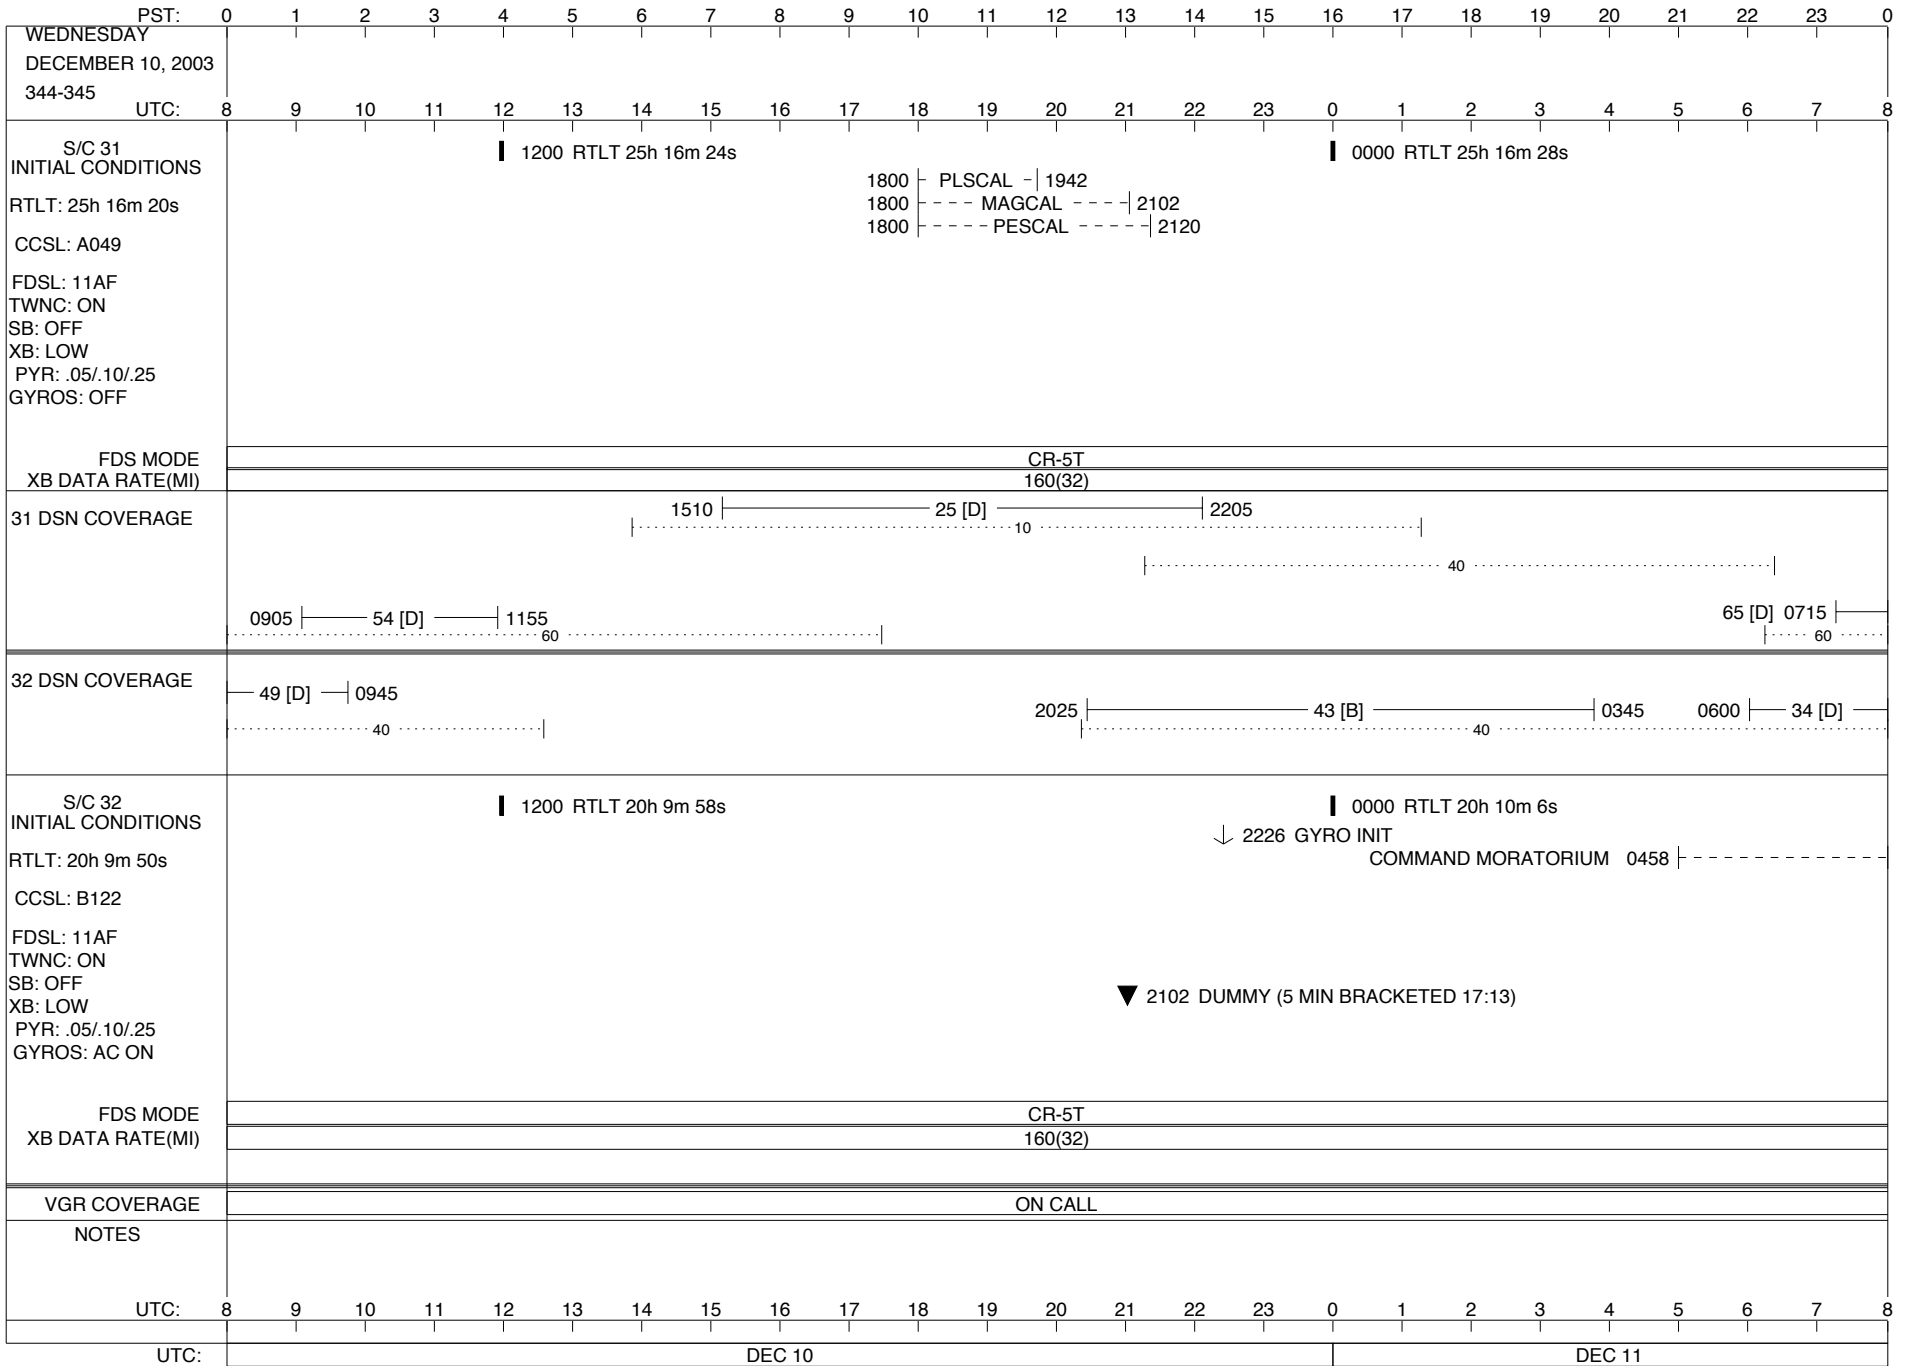 PST: 0 1 2 3 4 5 6 7 8 9 10 11 12 13 14 15 16 17 18 19 20 21 22 23 0
WEDNESDAY
DECEMBER 10, 2003
344-345
UTC: 8 9 10 11 12 13 14 15 16 17 18 19 20 21 22 23 0 1 2 3 4 5 6 7 8
S/C 31
INITIAL CONDITIONS
1200 RTLT 25h 16m 24s
0000 RTLT 25h 16m 28s
1800 PLSCAL 1942
RTLT: 25h 16m 20s
1800 MAGCAL 2102
1800 PESCAL 2120
CCSL: A049
FDSL: 11AF
TWNC: ON
SB: OFF
XB: LOW
PYR: .05/.10/.25
GYROS: OFF
FDS MODE CR-5T
XB DATA RATE(MI) 160(32)
31 DSN COVERAGE
1510 25 [D] 2205
10
40
0905 54 [D] 1155
65 [D] 0715
60
60
32 DSN COVERAGE
49 [D] 0945
2025 43 [B] 0345 0600 34 [D]
40
40
S/C 32
INITIAL CONDITIONS
1200 RTLT 20h 9m 58s
0000 RTLT 20h 10m 6s
2226 GYRO INIT
RTLT: 20h 9m 50s
COMMAND MORATORIUM 0458
CCSL: B122
FDSL: 11AF
TWNC: ON
SB: OFF
XB: LOW
2102 DUMMY (5 MIN BRACKETED 17:13)
PYR: .05/.10/.25
GYROS: AC ON
FDS MODE CR-5T
XB DATA RATE(MI) 160(32)
VGR COVERAGE ON CALL
NOTES
UTC: 8 9 10 11 12 13 14 15 16 17 18 19 20 21 22 23 0 1 2 3 4 5 6 7 8
UTC: DEC 10 DEC 11